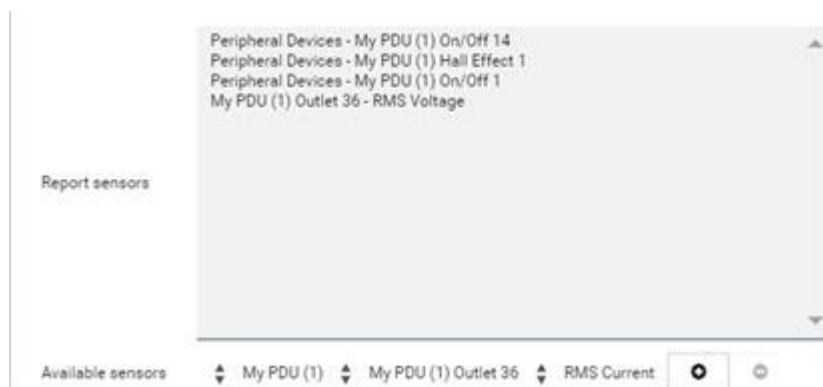 Peripheral Devices - My PDU (1) On/Off 14
Peripheral Devices - My PDU (1) Hall Effect 1
Peripheral Devices - My PDU (1) On/Off 1
My PDU (1) Outlet 36 - RMS Voltage
Report sensors
Available sensors My PDU (1) My PDU (1) Outlet 36 RMS Current